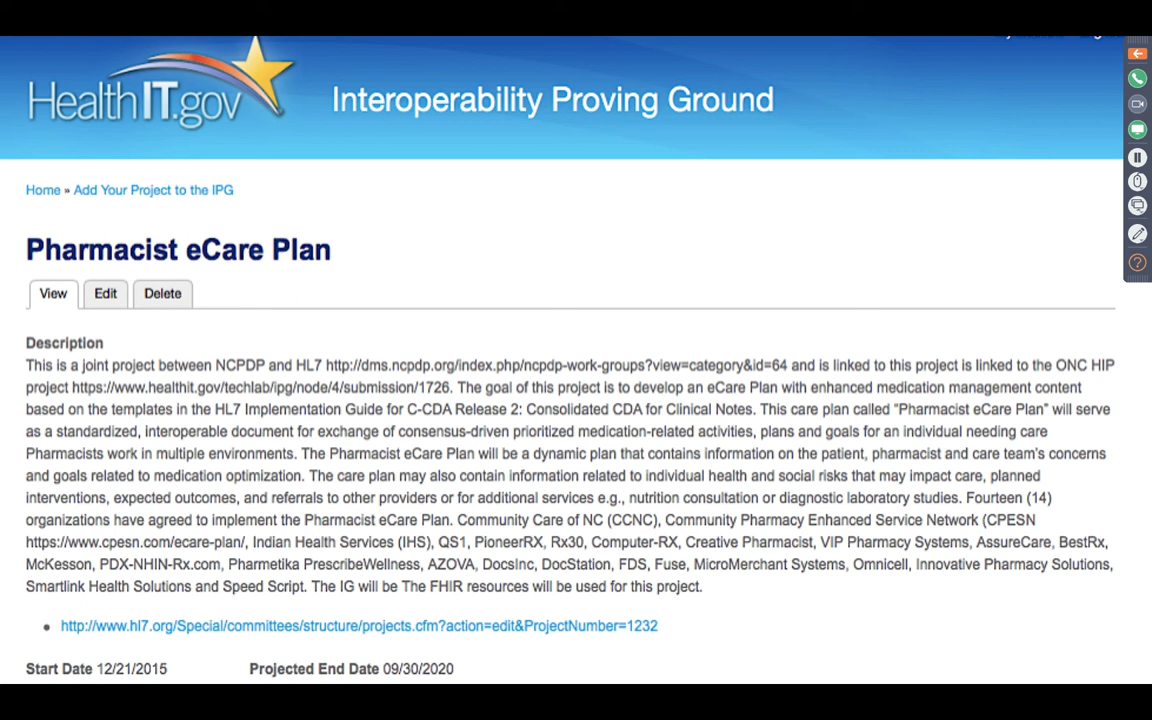 HealthIT.gov
Interoperability Proving Ground
Home » Add Your Project to the IPG
Pharmacist eCare Plan
View Edit Delete
Description
This is a joint project between NCPDP and HL7 http://dms.ncpdp.org/index.php/ncpdp-work-groups?view=category&id=64 and is linked to this project is linked to the ONC HIP
project https://www.healthit.gov/techlab/ipg/node/4/submission/1726. The goal of this project is to develop an eCare Plan with enhanced medication management content
based on the templates in the HL7 Implementation Guide for C-CDA Release 2: Consolidated CDA for Clinical Notes. This care plan called "Pharmacist eCare Plan" will serve
as a standardized, interoperable document for exchange of consensus-driven prioritized medication-related activities, plans and goals for an individual needing care
Pharmacists work in multiple environments. The Pharmacist eCare Plan will be a dynamic plan that contains information on the patient, pharmacist and care team's concerns
and goals related to medication optimization. The care plan may also contain information related to individual health and social risks that may impact care, planned
interventions, expected outcomes, and referrals to other providers or for additional services e.g., nutrition consultation or diagnostic laboratory studies. Fourteen (14)
organizations have agreed to implement the Pharmacist eCare Plan. Community Care of NC (CCNC), Community Pharmacy Enhanced Service Network (CPESN
https://www.cpesn.com/ecare-plan/, Indian Health Services (IHS), QS1, PioneerRX, Rx30, Computer-RX, Creative Pharmacist, VIP Pharmacy Systems, AssureCare, BestRx,
McKesson, PDX-NHIN-Rx.com, Pharmetika PrescribeWellness, AZOVA, DocsInc, DocStation, FDS, Fuse, MicroMerchant Systems, Omnicell, Innovative Pharmacy Solutions,
Smartlink Health Solutions and Speed Script. The IG will be The FHIR resources will be used for this project.
http://www.hl7.org/Special/committees/structure/projects.cfm?action=edit&ProjectNumber=1232
Start Date 12/21/2015 Projected End Date 09/30/2020